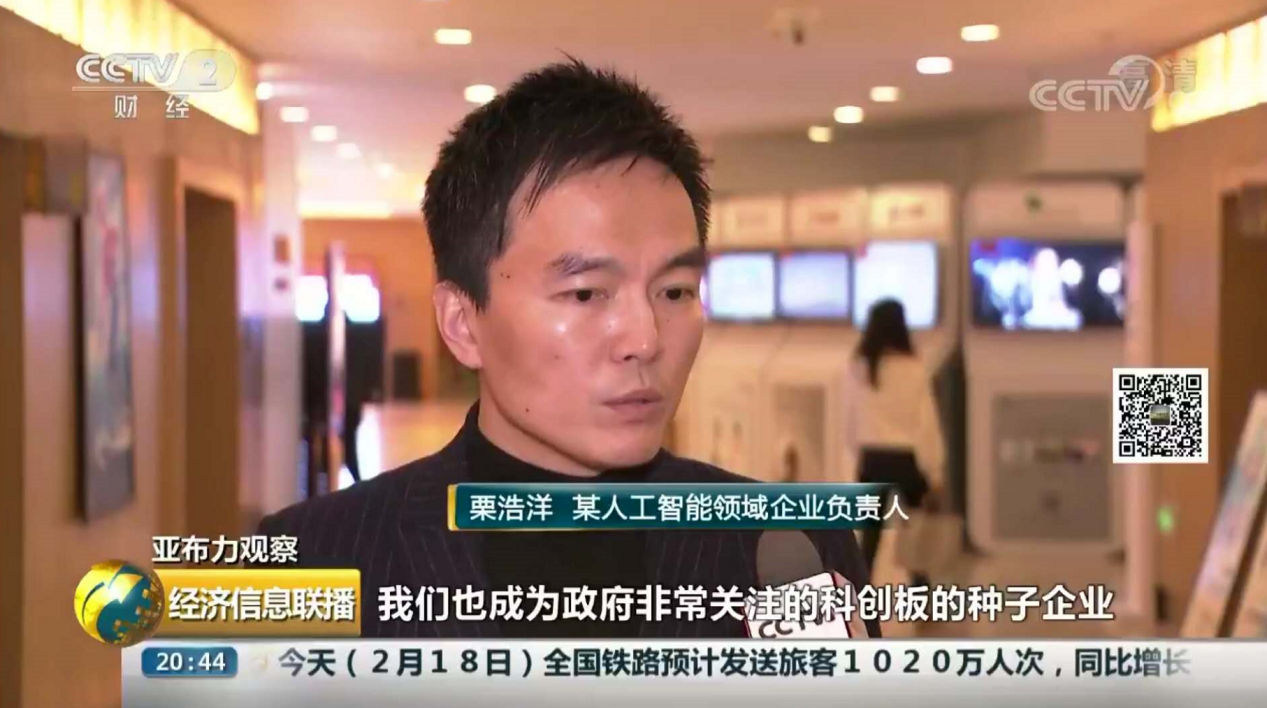 CCTV 2
财经
高清
CCTV
栗浩洋 某人工智能领域企业负责人
亚布力观察
经济信息联播
我们也成为政府非常关注的科创板的种子企业
CCTV
20:44
今天（2月18日）全国铁路预计发送旅客1020万人次，同比增长